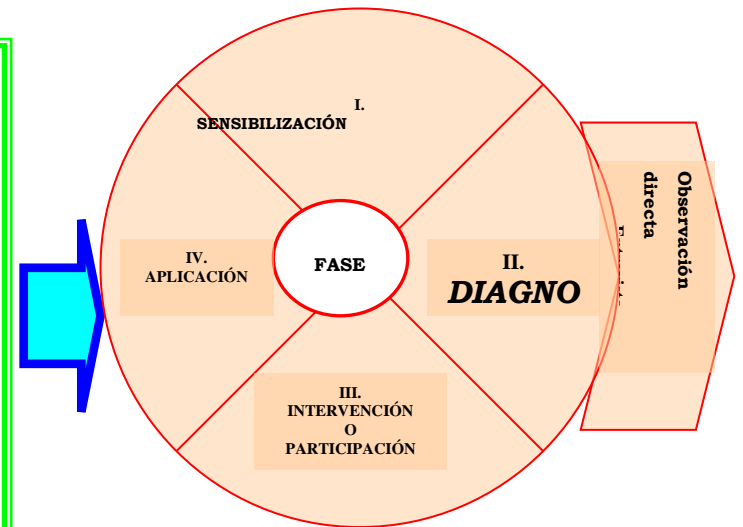 I.
SENSIBILIZACIÓN
FASE
II.
DIAGNO
Observación
directa
III.
INTERVENCIÓN
O
PARTICIPACIÓN
IV.
APLICACIÓN